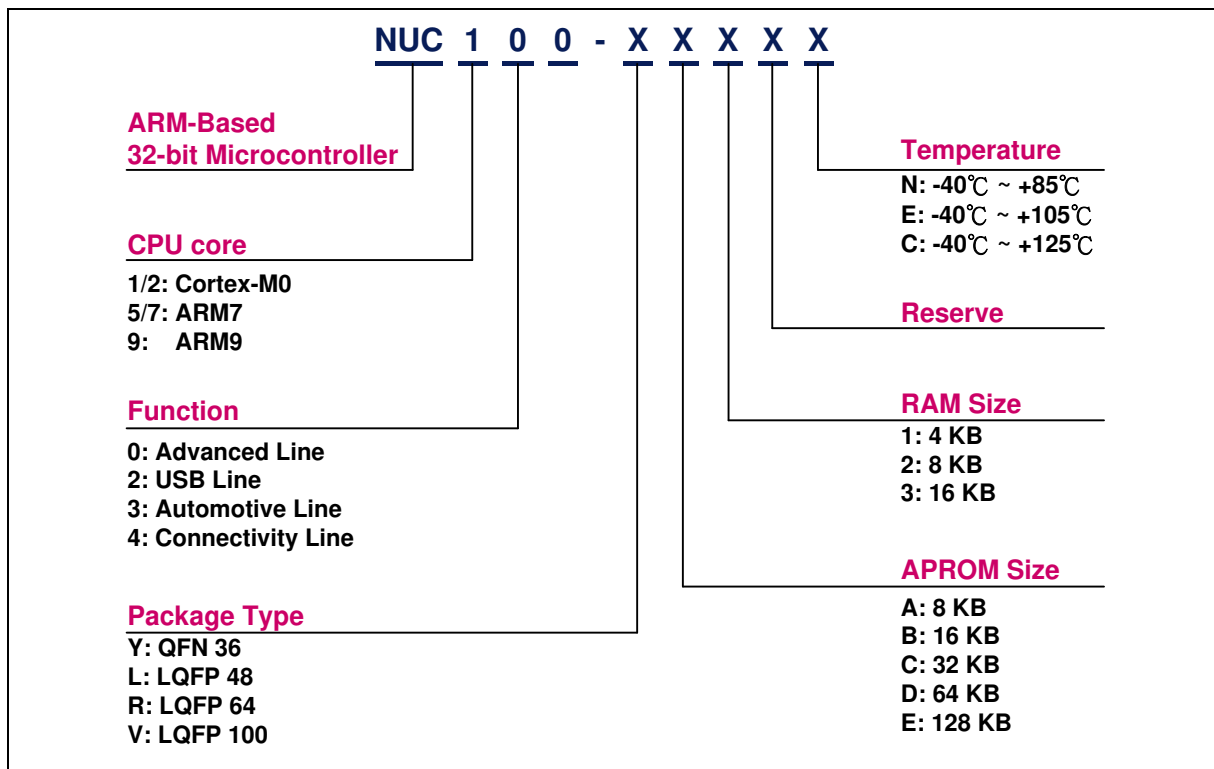 NUC 1 0 0 - X X X X X
ARM-Based
32-bit Microcontroller
CPU core
1/2: Cortex-M0
5/7: ARM7
9: ARM9
Function
0: Advanced Line
2: USB Line
3: Automotive Line
4: Connectivity Line
Package Type
Y: QFN 36
L: LQFP 48
R: LQFP 64
V: LQFP 100
Temperature
N: -40℃ ~ +85℃
E: -40℃ ~ +105℃
C: -40℃ ~ +125℃
Reserve
RAM Size
1: 4 KB
2: 8 KB
3: 16 KB
APROM Size
A: 8 KB
B: 16 KB
C: 32 KB
D: 64 KB
E: 128 KB